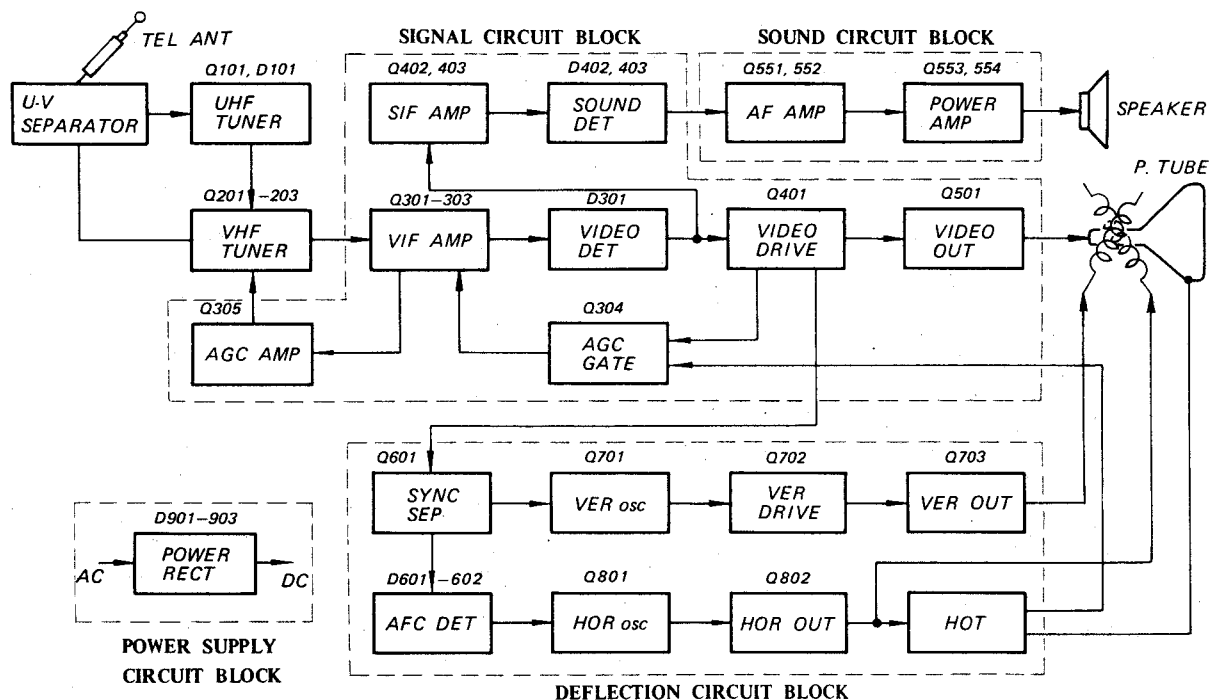 TEL ANT
SIGNAL CIRCUIT BLOCK
SOUND CIRCUIT BLOCK
Q101, D101
Q402, 403
D402, 403
Q551, 552
Q553, 554
U-V
SEPARATOR
UHF
TUNER
SIF AMP
SOUND
DET
AF AMP
POWER
AMP
SPEAKER
P. TUBE
Q201 -203
Q301-303
D301
Q401
Q501
VHF
TUNER
VIF AMP
VIDEO
DET
VIDEO
DRIVE
VIDEO
OUT
Q305
Q304
AGC AMP
AGC
GATE
Q601
Q701
Q702
Q703
SYNC
SEP
VER osc
VER
DRIVE
VER OUT
D901-903
AC
POWER
RECT
DC
D601 -602
Q801
Q802
AFC DET
HOR osc
HOR OUT
HOT
POWER SUPPLY
CIRCUIT BLOCK
DEFLECTION CIRCUIT BLOCK